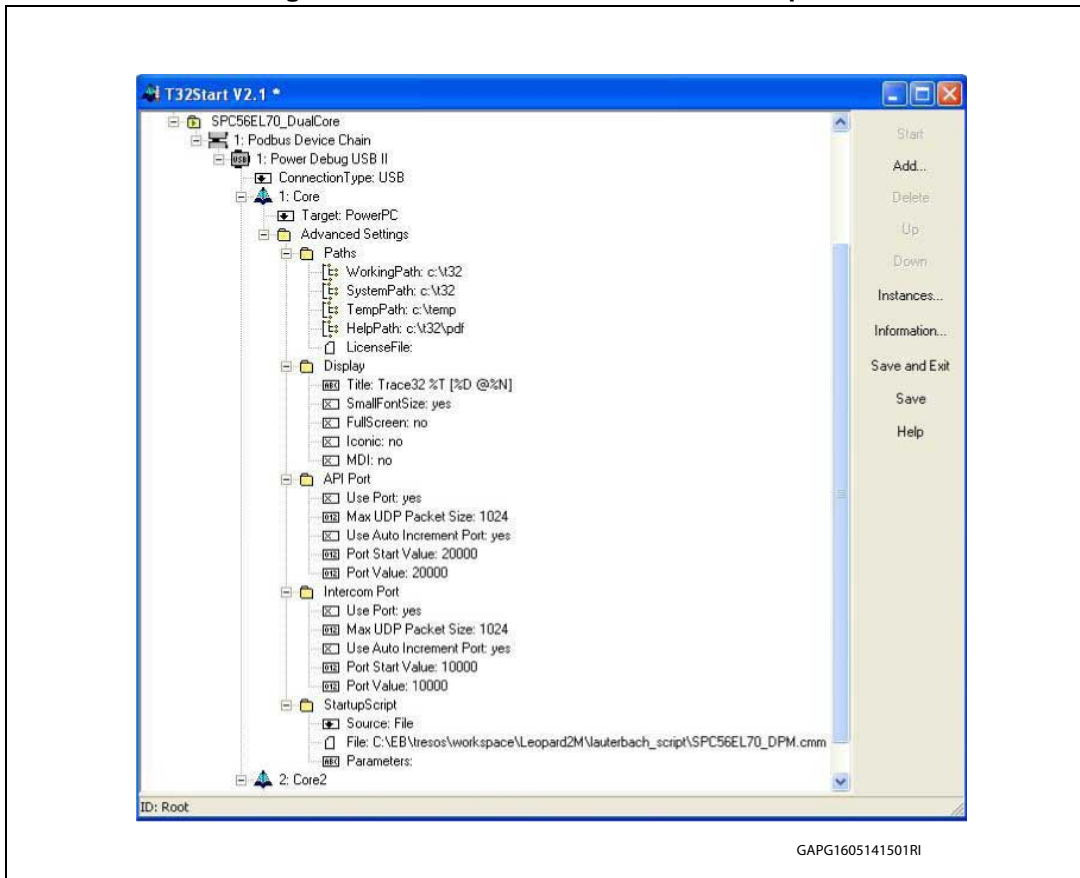 T32Start V2.1 *
SPC56EL70_DualCore
1: Podbus Device Chain
1: Power Debug USB II
ConnectionType: USB
1: Core
Target: PowerPC
Advanced Settings
Paths
WorkingPath: c:\t32
SystemPath: c:\t32
TempPath: c:\temp
HelpPath: c:\t32\pdf
LicenseFile:
Display
Title: Trace32 %T [%D @%N]
SmallFontSize: yes
FullScreen: no
Iconic: no
MDI: no
API Port
Use Port: yes
Max UDP Packet Size: 1024
Use Auto Increment Port: yes
Port Start Value: 20000
Port Value: 20000
Intercom Port
Use Port: yes
Max UDP Packet Size: 1024
Use Auto Increment Port: yes
Port Start Value: 10000
Port Value: 10000
StartupScript
Source: File
File: C:\EB\tresos\workspace\Leopard2M\lauterbach_script\SPC56EL70_DPM.cmm
Parameters:
2: Core2
Start
Add...
Delete
Up
Down
Instances...
Information...
Save and Exit
Save
Help
ID: Root
GAPG1605141501RI